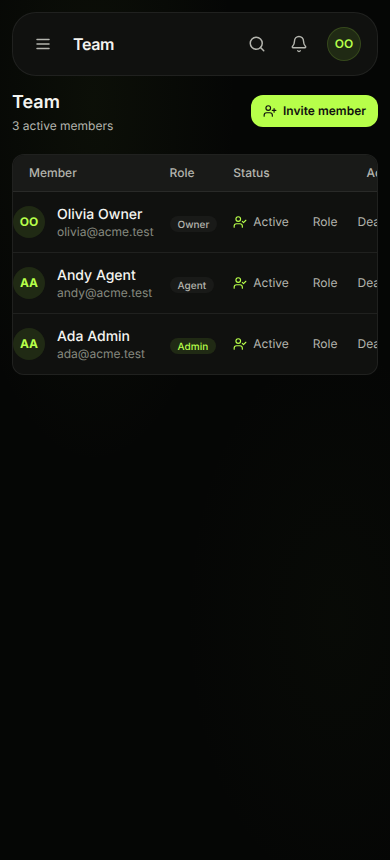 Team
OO
Team
3 active members
Invite member
Member Role Status
OO Olivia Owner Owner Active Role
olivia@acme.test
AA Andy Agent Agent Active Role
andy@acme.test
AA Ada Admin Admin Active Role
ada@acme.test